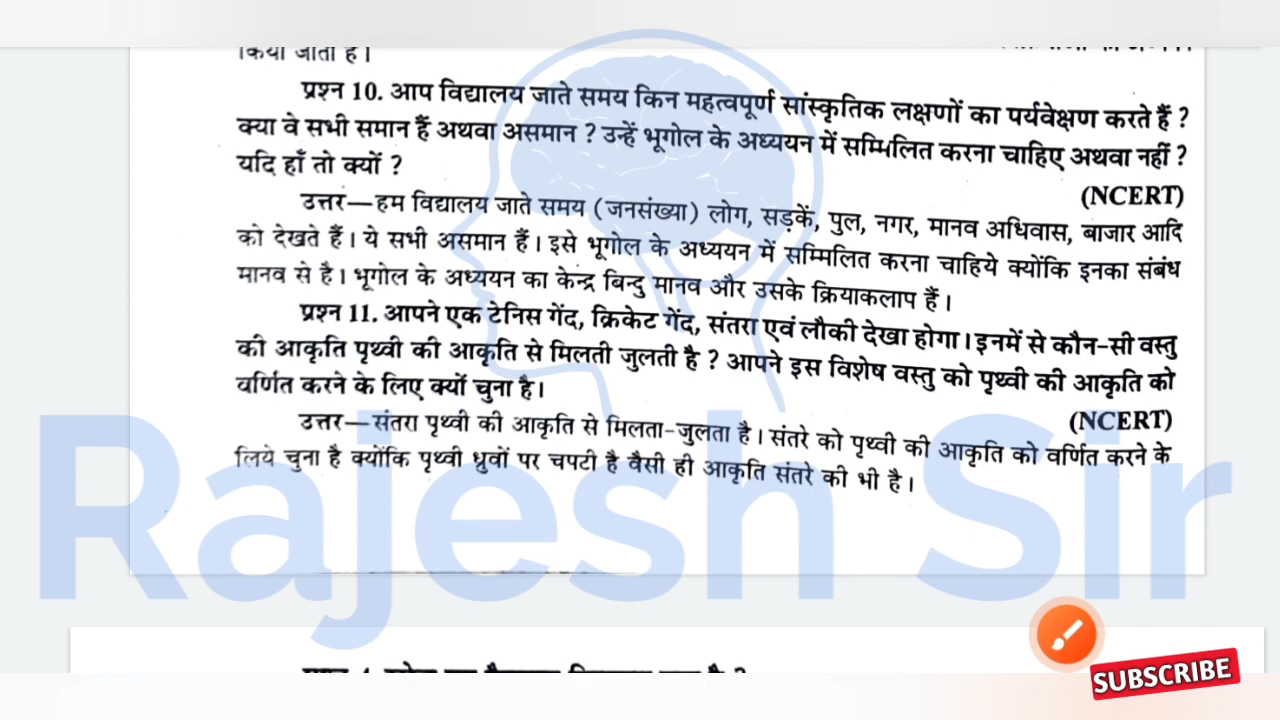 किया जाता है।
प्रश्न 10. आप विद्यालय जाते समय किन महत्वपूर्ण सांस्कृतिक लक्षणों का पर्यवेक्षण करते हैं ?
क्या वे सभी समान हैं अथवा असमान ? उन्हें भूगोल के अध्ययन में सम्मिलित करना चाहिए अथवा नहीं ?
यदि हाँ तो क्यों ?
(NCERT)
उत्तर—हम विद्यालय जाते समय (जनसंख्या) लोग, सड़कें, पुल, नगर, मानव अधिवास, बाजार आदि
को देखते हैं। ये सभी असमान हैं। इसे भूगोल के अध्ययन में सम्मिलित करना चाहिये क्योंकि इनका संबंध
मानव से है। भूगोल के अध्ययन का केन्द्र बिन्दु मानव और उसके क्रियाकलाप हैं।
प्रश्न 11. आपने एक टेनिस गेंद, क्रिकेट गेंद, संतरा एवं लौकी देखा होगा। इनमें से कौन-सी वस्तु
की आकृति पृथ्वी की आकृति से मिलती जुलती है ? आपने इस विशेष वस्तु को पृथ्वी की आकृति को
वर्णित करने के लिए क्यों चुना है।
(NCERT)
उत्तर—संतरा पृथ्वी की आकृति से मिलता-जुलता है। संतरे को पृथ्वी की आकृति को वर्णित करने के
लिये चुना है क्योंकि पृथ्वी ध्रुवों पर चपटी है वैसी ही आकृति संतरे की भी है।
Rajesh Sir
SUBSCRIBE